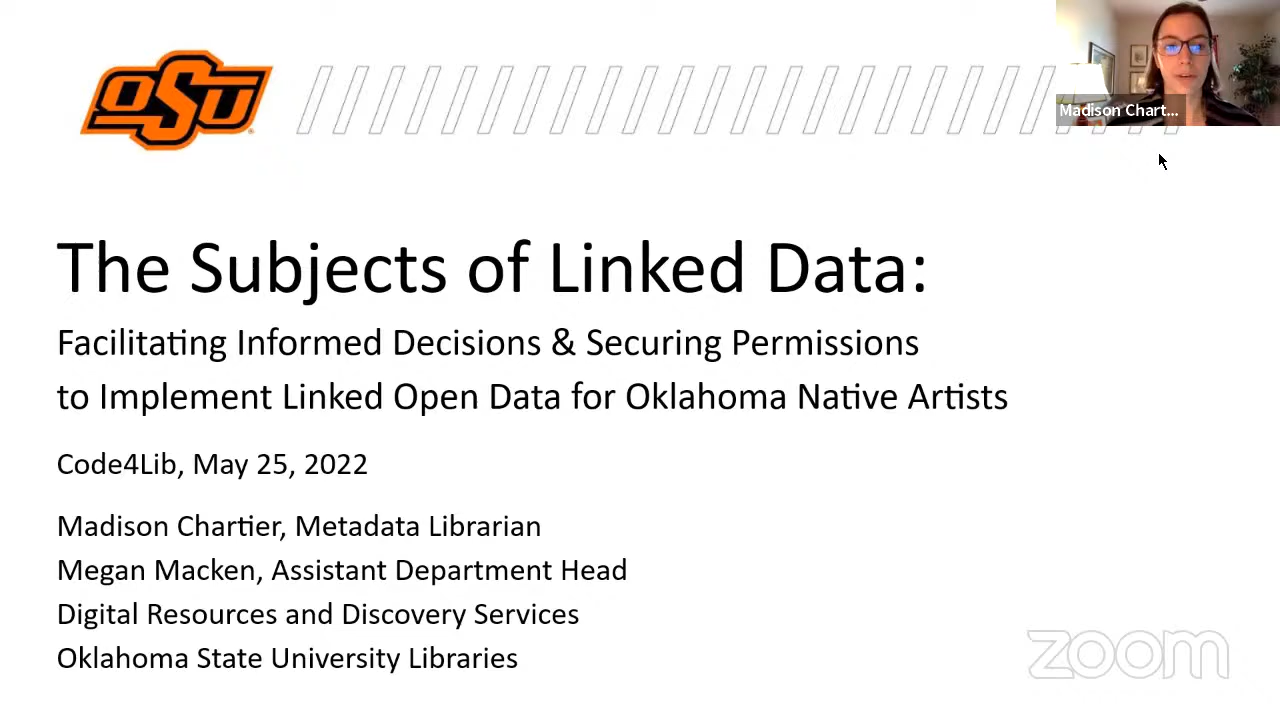 OSU
Madison Chart...
The Subjects of Linked Data:
Facilitating Informed Decisions & Securing Permissions
to Implement Linked Open Data for Oklahoma Native Artists
Code4Lib, May 25, 2022
Madison Chartier, Metadata Librarian
Megan Macken, Assistant Department Head
Digital Resources and Discovery Services
Oklahoma State University Libraries
zoom